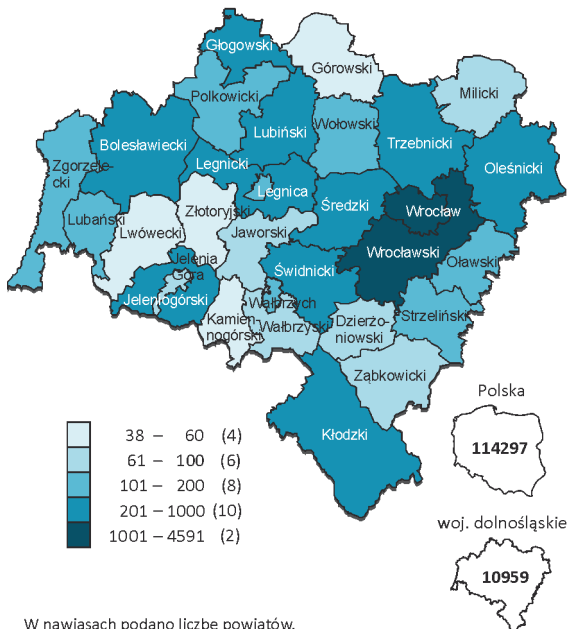 Głogowski
Górowski
Milicki
Polkowicki
Lubiński
Wołowski
Trzebnicki
Bolesławiecki
Legnicki
Oleśnicki
Zgorzele-
cki
Legnica
Średzki
Wrocław
Lubański
Złotoryjski
Lwówecki
Jaworski
Wrocławski
Jelenia
Góra
Oławski
Świdnicki
Jeleniogórski
Wałbrzych
Kamien-
nogórski
Wałbrzyski
Dzierżo-
niowski
Strzeliński
Ząbkowicki
Kłodzki
Polska
114297
38 – 60 (4)
61 – 100 (6)
101 – 200 (8)
201 – 1000 (10)
1001 – 4591 (2)
woj. dolnośląskie
10959
W nawiasach podano liczbę powiatów.